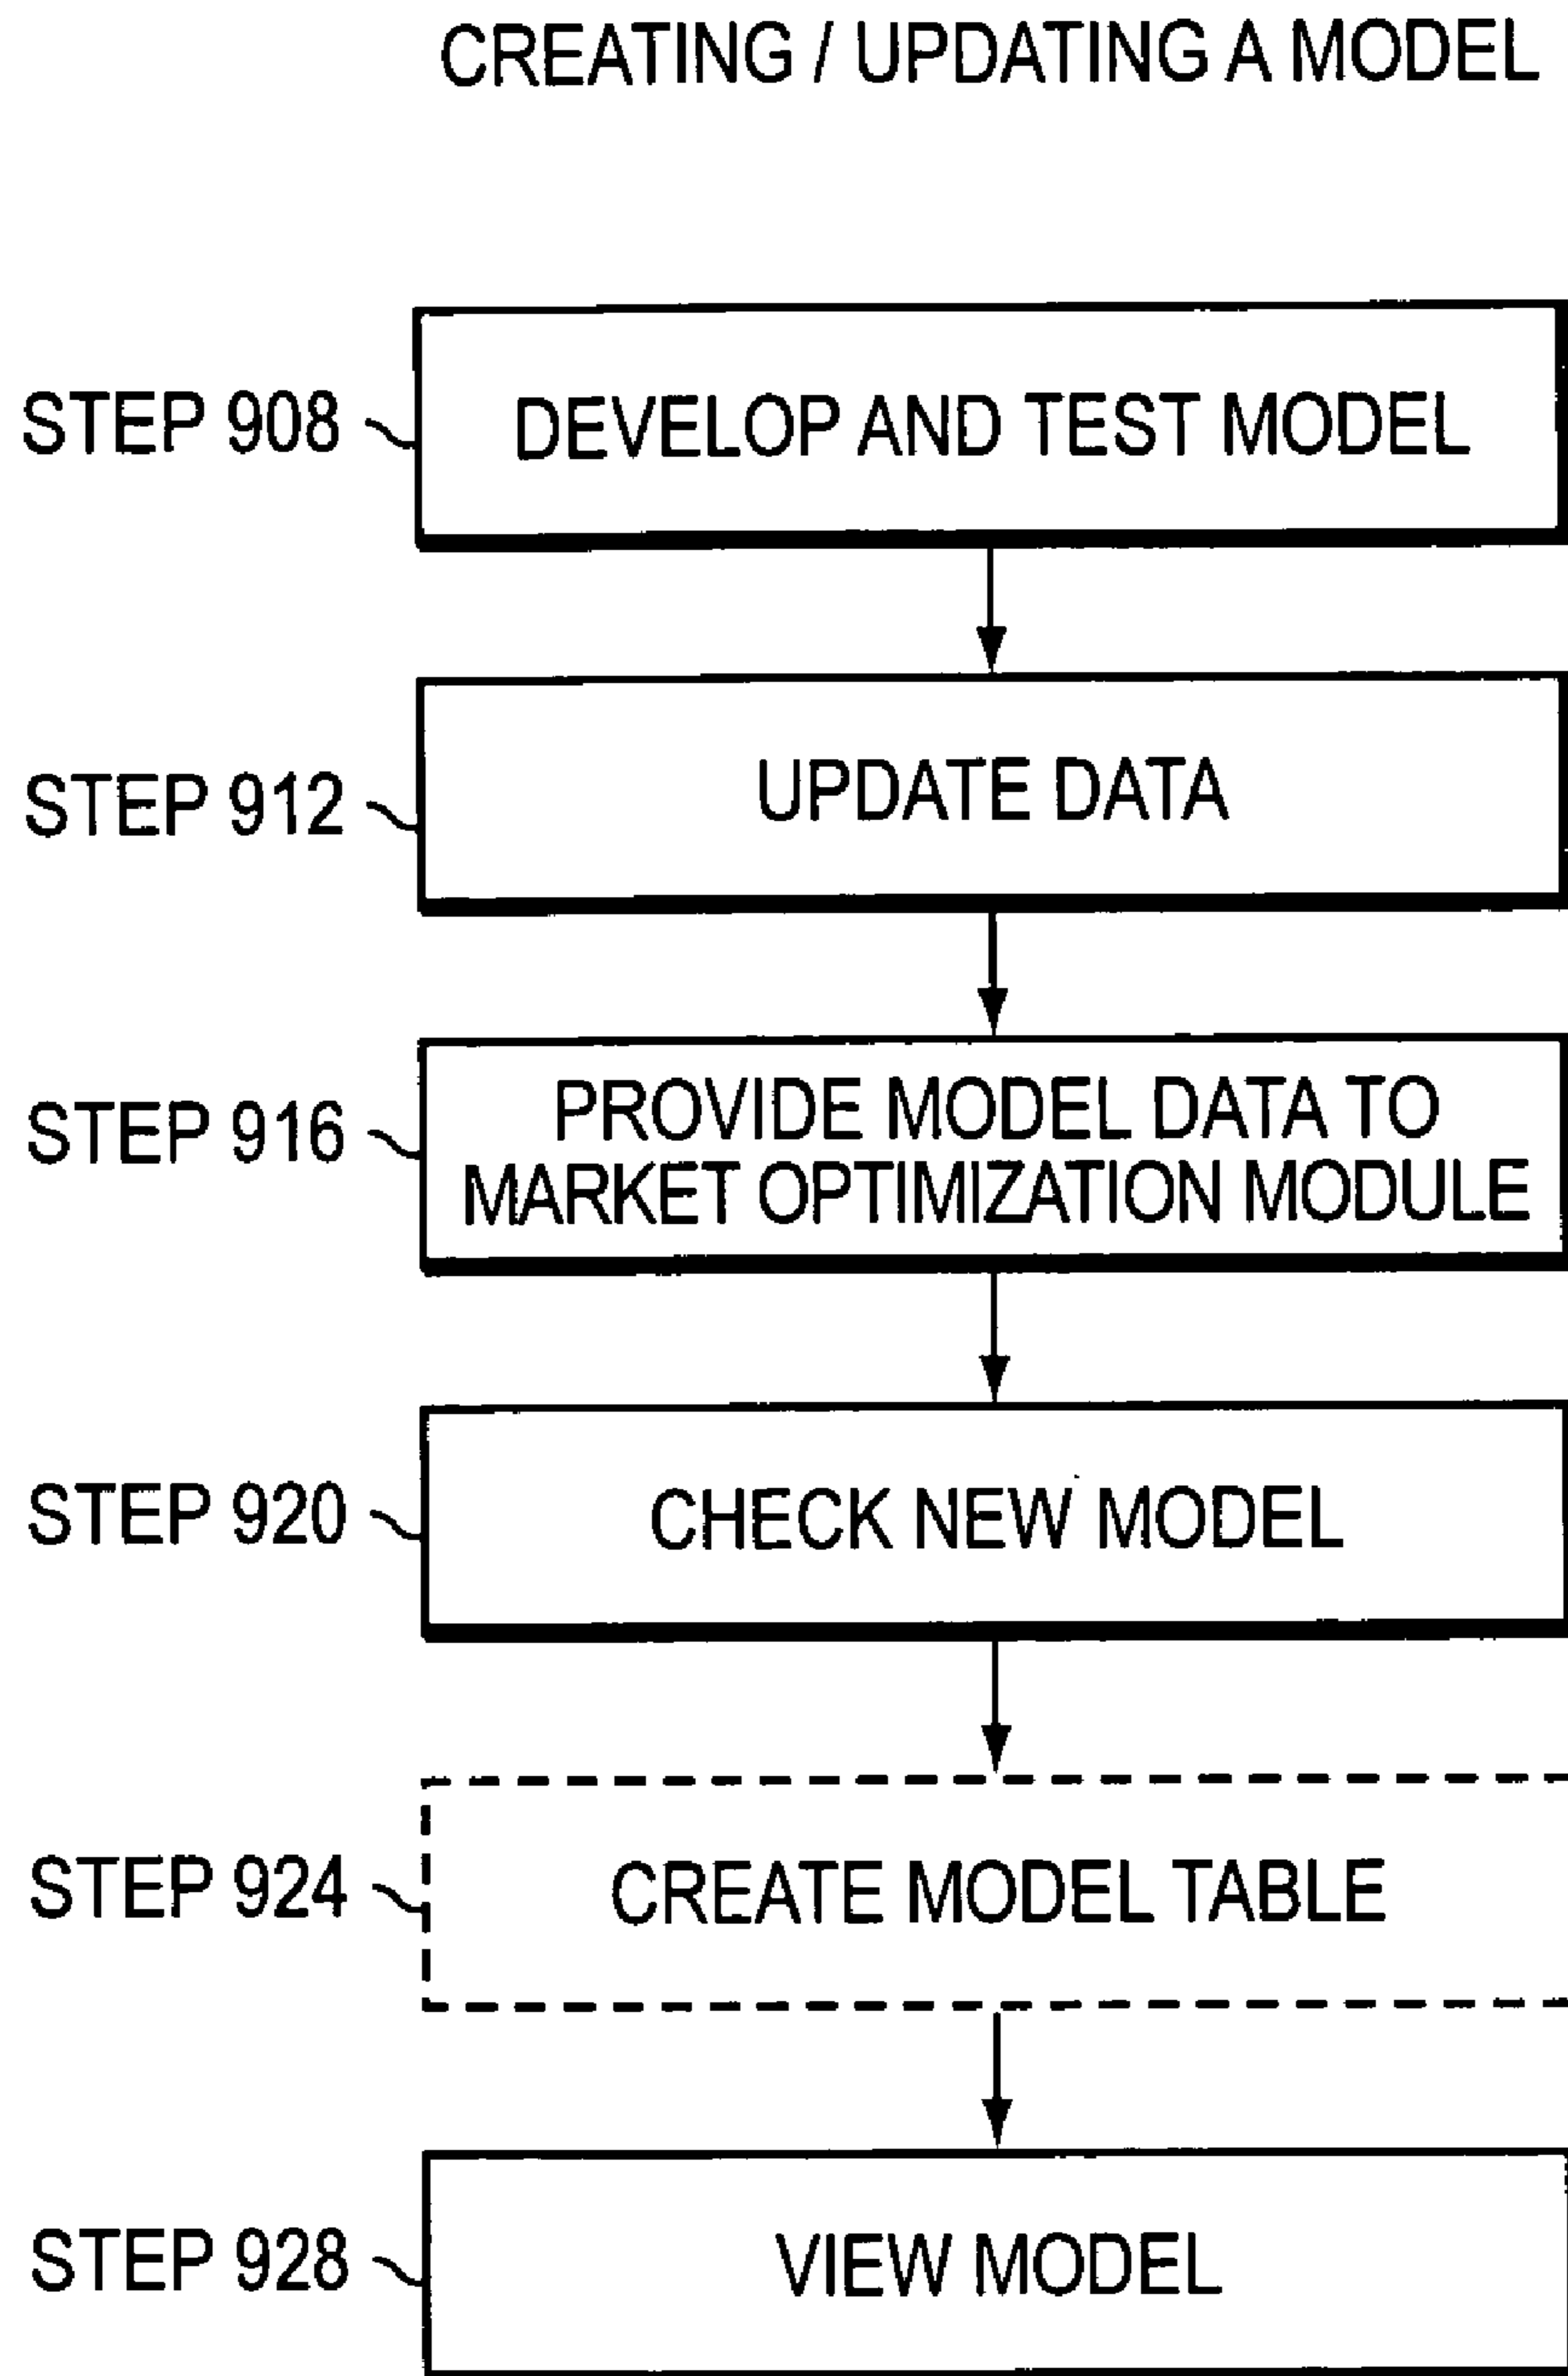 CREATING / UPDATING A MODEL
STEP 908
DEVELOP AND TEST MODEL
STEP 912
UPDATE DATA
STEP 916
PROVIDE MODEL DATA TO
MARKET OPTIMIZATION MODULE
STEP 920
CHECK NEW MODEL
STEP 924
CREATE MODEL TABLE
STEP 928
VIEW MODEL